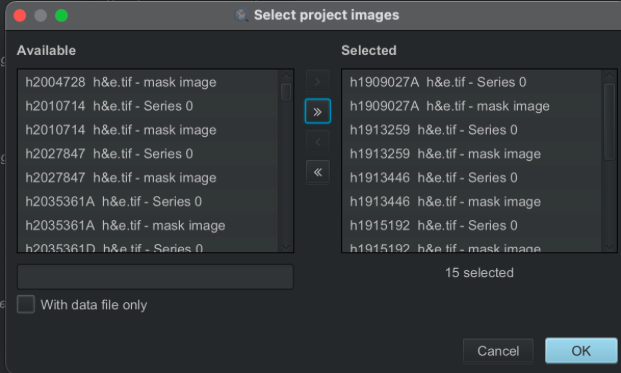 Select project images
Available
h2004728 h&e.tif - mask image
h2010714 h&e.tif - Series 0
h2010714 h&e.tif - mask image
h2027847 h&e.tif - Series 0
h2027847 h&e.tif - mask image
h2035361A h&e.tif - Series 0
h2035361A h&e.tif - mask image
h2035361D h&e.tif - Series 0
With data file only
>
»
<
«
Selected
h1909027A h&e.tif - Series 0
h1909027A h&e.tif - mask image
h1913259 h&e.tif - Series 0
h1913259 h&e.tif - mask image
h1913446 h&e.tif - Series 0
h1913446 h&e.tif - mask image
h1915192 h&e.tif - Series 0
h1915192 h&e.tif - mask image
15 selected
Cancel
OK